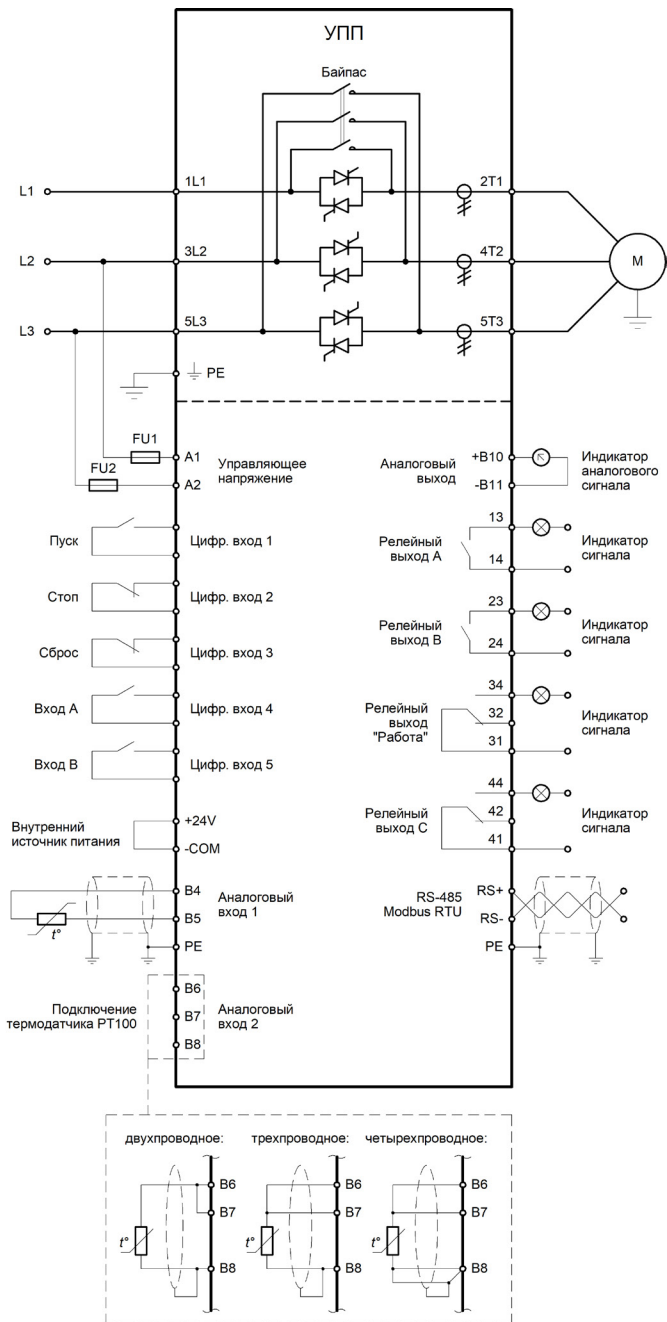 УПП
Байпас
L1
1L1
2T1
L2
3L2
4T2
M
L3
5L3
5T3
PE
FU1
A1
Управляющее
напряжение
FU2
A2
Аналоговый
выход
+B10
-B11
Индикатор
аналогового
сигнала
Пуск
Цифр. вход 1
Релейный
выход A
13
14
Индикатор
сигнала
Стоп
Цифр. вход 2
Релейный
выход B
23
24
Индикатор
сигнала
Сброс
Цифр. вход 3
Вход A
Цифр. вход 4
Релейный
выход
"Работа"
34
32
31
Индикатор
сигнала
Вход B
Цифр. вход 5
Внутренний
источник питания
+24V
-COM
Релейный
выход C
44
42
41
Индикатор
сигнала
t°
B4
B5
PE
Аналоговый
вход 1
RS-485
Modbus RTU
RS+
RS-
PE
Подключение
термодатчика PT100
B6
B7
B8
Аналоговый
вход 2
двухпроводное:
трехпроводное:
четырехпроводное:
t°
B6
B7
B8
t°
B6
B7
B8
t°
B6
B7
B8